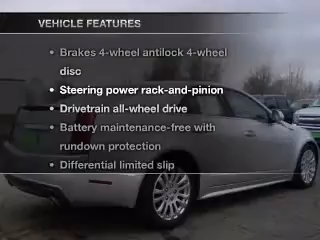 VEHICLE FEATURES
• Brakes 4-wheel antilock 4-wheel
disc
• Steering power rack-and-pinion
• Drivetrain all-wheel drive
• Battery maintenance-free with
rundown protection
• Differential limited slip